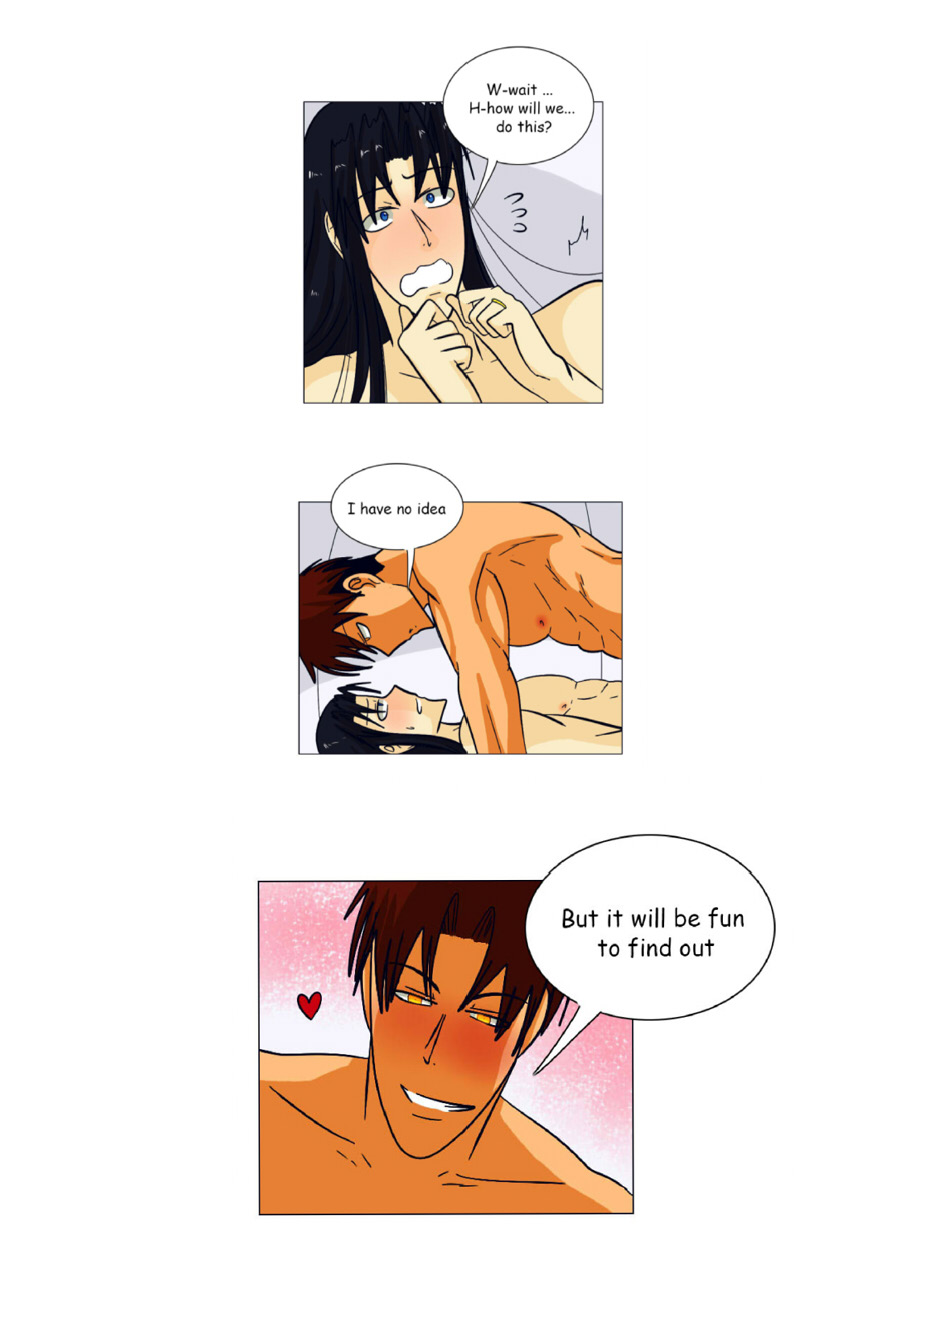 W-wait ...
H-how will we...
do this?
I have no idea
But it will be fun
to find out